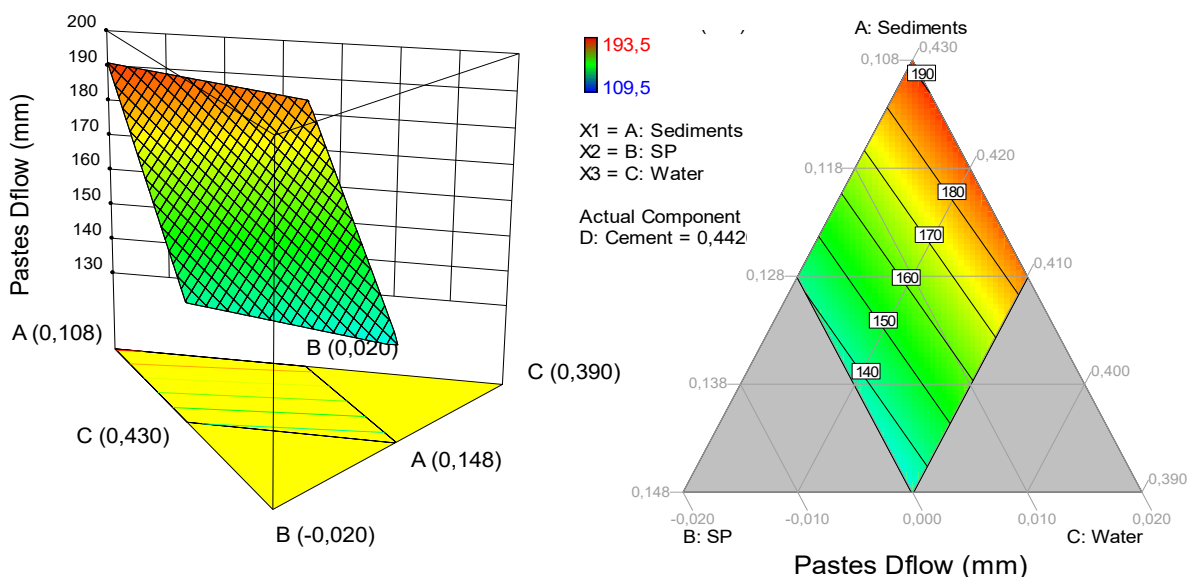 200
190
180
170
160
150
140
130
Pastes Dflow (mm)
A (0,108)
B (0,020)
C (0,390)
C (0,430)
A (0,148)
B (-0,020)
193,5
109,5
X1 = A: Sediments
X2 = B: SP
X3 = C: Water
Actual Component
D: Cement = 0,442
A: Sediments
0,430
0,108
190
0,420
0,118
180
170
0,410
0,128
160
150
140
0,400
0,138
0,390
0,148
-0,020
-0,010
0,000
0,010
0,020
B: SP
C: Water
Pastes Dflow (mm)